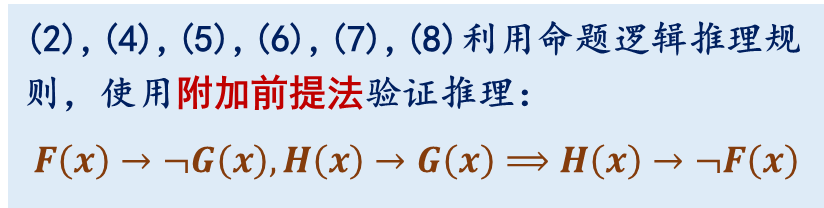 (2),(4),(5),(6),(7),(8)利用命题逻辑推理规
则，使用附加前提法验证推理：
F(x) → ¬G(x), H(x) → G(x) ⟹ H(x) → ¬F(x)